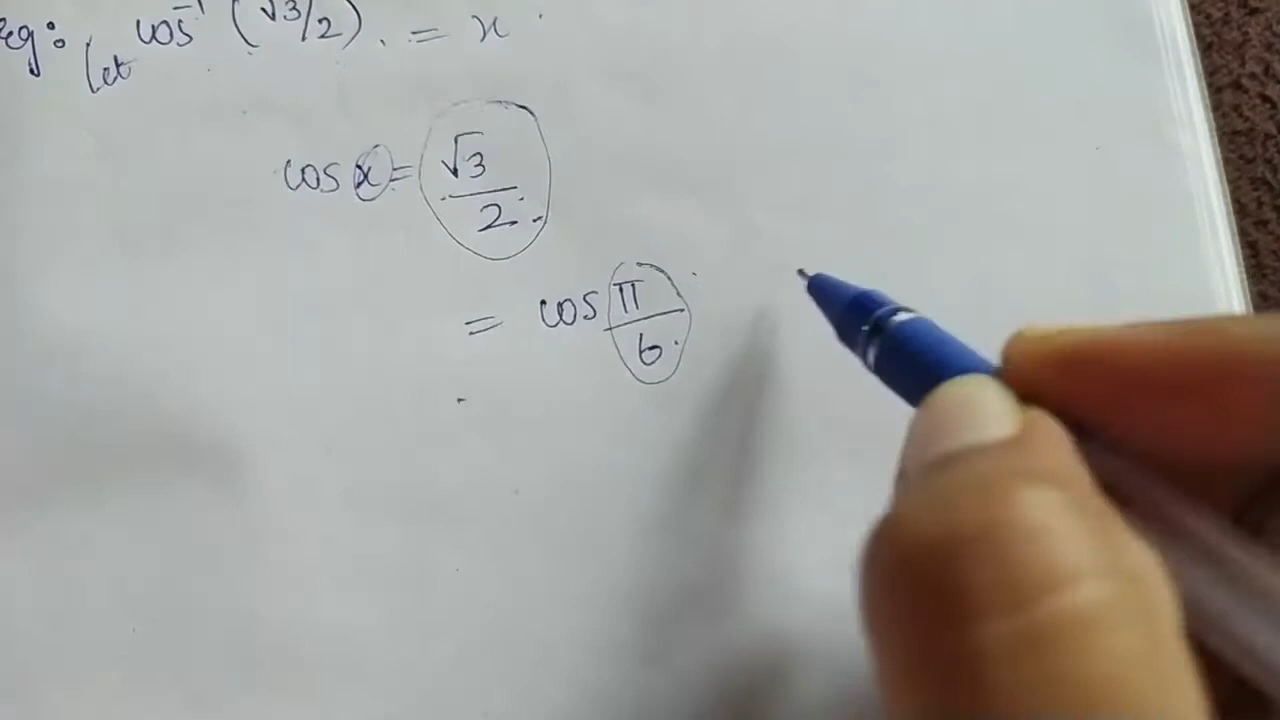 eg: let cos⁻¹ (√3/2). = x
cos x = √3/2
= cos π/6